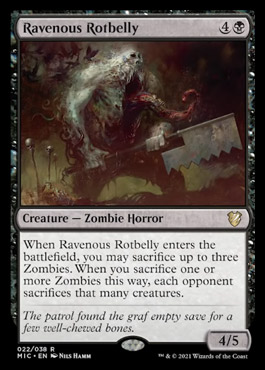 Ravenous Rotbelly 4
Creature — Zombie Horror
When Ravenous Rotbelly enters the
battlefield, you may sacrifice up to three
Zombies. When you sacrifice one or
more Zombies this way, each opponent
sacrifices that many creatures.
The patrol found the graf empty save for a
few well-chewed bones.
4/5
022/038 R
MIC • EN NILS HAMM
™ & © 2021 Wizards of the Coast